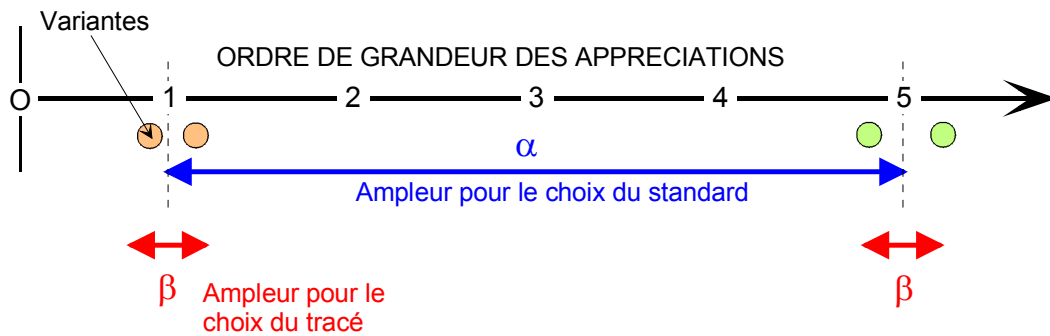 Variantes
ORDRE DE GRANDEUR DES APPRECIATIONS
O 1 2 3 4 5
α
Ampleur pour le choix du standard
β β
Ampleur pour le
choix du tracé